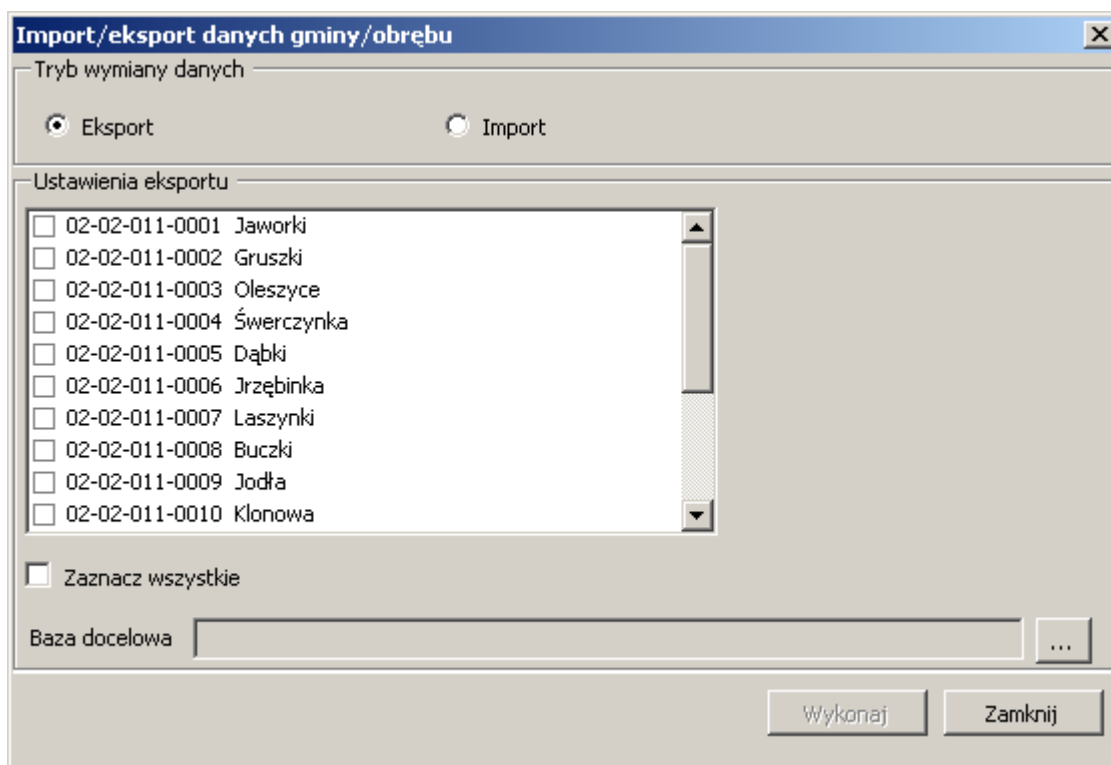 Import/eksport danych gminy/obrębu
Tryb wymiany danych
Eksport Import
Ustawienia eksportu
02-02-011-0001 Jaworki
02-02-011-0002 Gruszki
02-02-011-0003 Oleszyce
02-02-011-0004 Śwerczynka
02-02-011-0005 Dąbki
02-02-011-0006 Jrzębinka
02-02-011-0007 Laszynki
02-02-011-0008 Buczki
02-02-011-0009 Jodła
02-02-011-0010 Klonowa
Zaznacz wszystkie
Baza docelowa ...
Wykonaj Zamknij